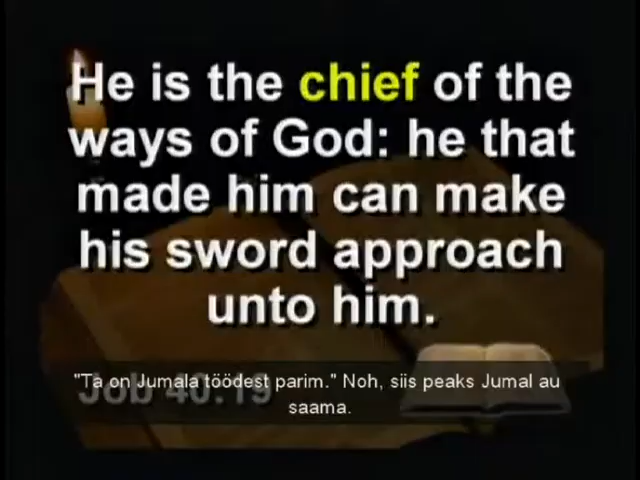 He is the chief of the
ways of God: he that
made him can make
his sword approach
unto him.
Job 40:19
"Ta on Jumala töödest parim." Noh, siis peaks Jumal au
saama.